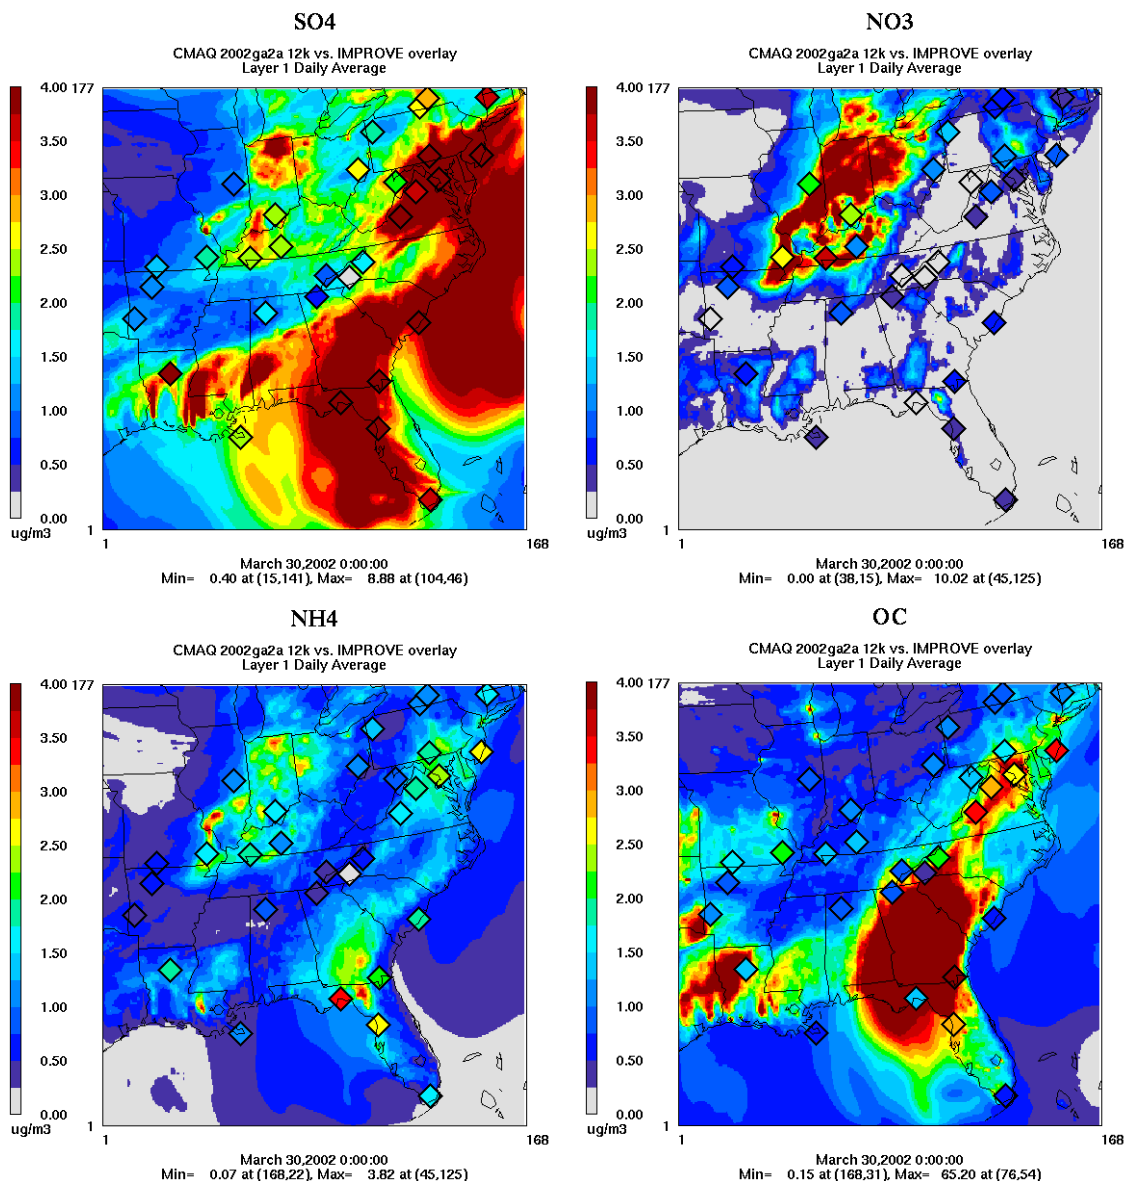 SO4
CMAQ 2002ga2a 12k vs. IMPROVE overlay
Layer 1 Daily Average
4.00 177
3.50
3.00
2.50
2.00
1.50
1.00
0.50
0.00
ug/m3
1
1
168
March 30,2002 0:00:00
Min= 0.40 at (15,141), Max= 8.88 at (104,46)
NO3
CMAQ 2002ga2a 12k vs. IMPROVE overlay
Layer 1 Daily Average
4.00 177
3.50
3.00
2.50
2.00
1.50
1.00
0.50
0.00
ug/m3
1
1
168
March 30,2002 0:00:00
Min= 0.00 at (38,15), Max= 10.02 at (45,125)
NH4
CMAQ 2002ga2a 12k vs. IMPROVE overlay
Layer 1 Daily Average
4.00 177
3.50
3.00
2.50
2.00
1.50
1.00
0.50
0.00
ug/m3
1
1
168
March 30,2002 0:00:00
Min= 0.07 at (168,22), Max= 3.82 at (45,125)
OC
CMAQ 2002ga2a 12k vs. IMPROVE overlay
Layer 1 Daily Average
4.00 177
3.50
3.00
2.50
2.00
1.50
1.00
0.50
0.00
ug/m3
1
1
168
March 30,2002 0:00:00
Min= 0.15 at (168,31), Max= 65.20 at (76,54)